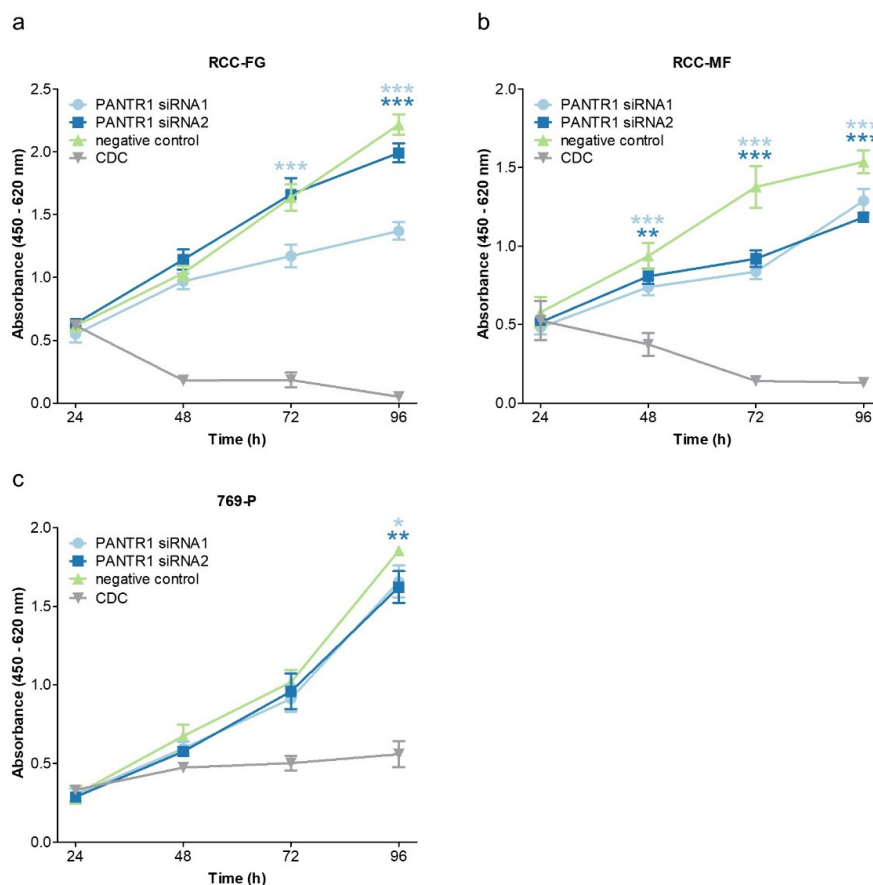 a
RCC-FG
2.5
2.0
1.5
1.0
0.5
0.0
PANTR1 siRNA1
PANTR1 siRNA2
negative control
CDC
***
***
***
Absorbance (450 - 620 nm)
24 48 72 96
Time (h)
b
RCC-MF
2.0
1.5
1.0
0.5
0.0
PANTR1 siRNA1
PANTR1 siRNA2
negative control
CDC
***
**
***
***
***
***
Absorbance (450 - 620 nm)
24 48 72 96
Time (h)
c
769-P
2.0
1.5
1.0
0.5
0.0
PANTR1 siRNA1
PANTR1 siRNA2
negative control
CDC
*
**
Absorbance (450 - 620 nm)
24 48 72 96
Time (h)